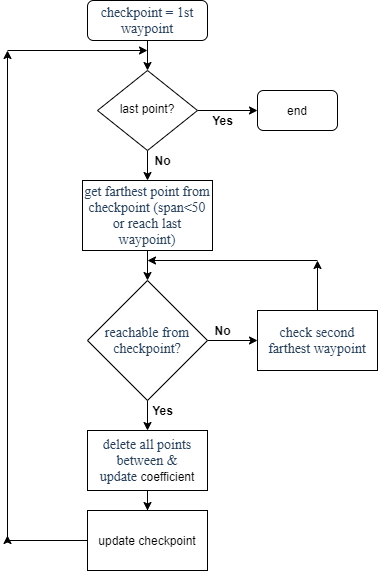 checkpoint = 1st
waypoint
last point?
Yes
end
No
get farthest point from
checkpoint (span<50
or reach last
waypoint)
reachable from
checkpoint?
No
check second
farthest waypoint
Yes
delete all points
between &
update coefficient
update checkpoint